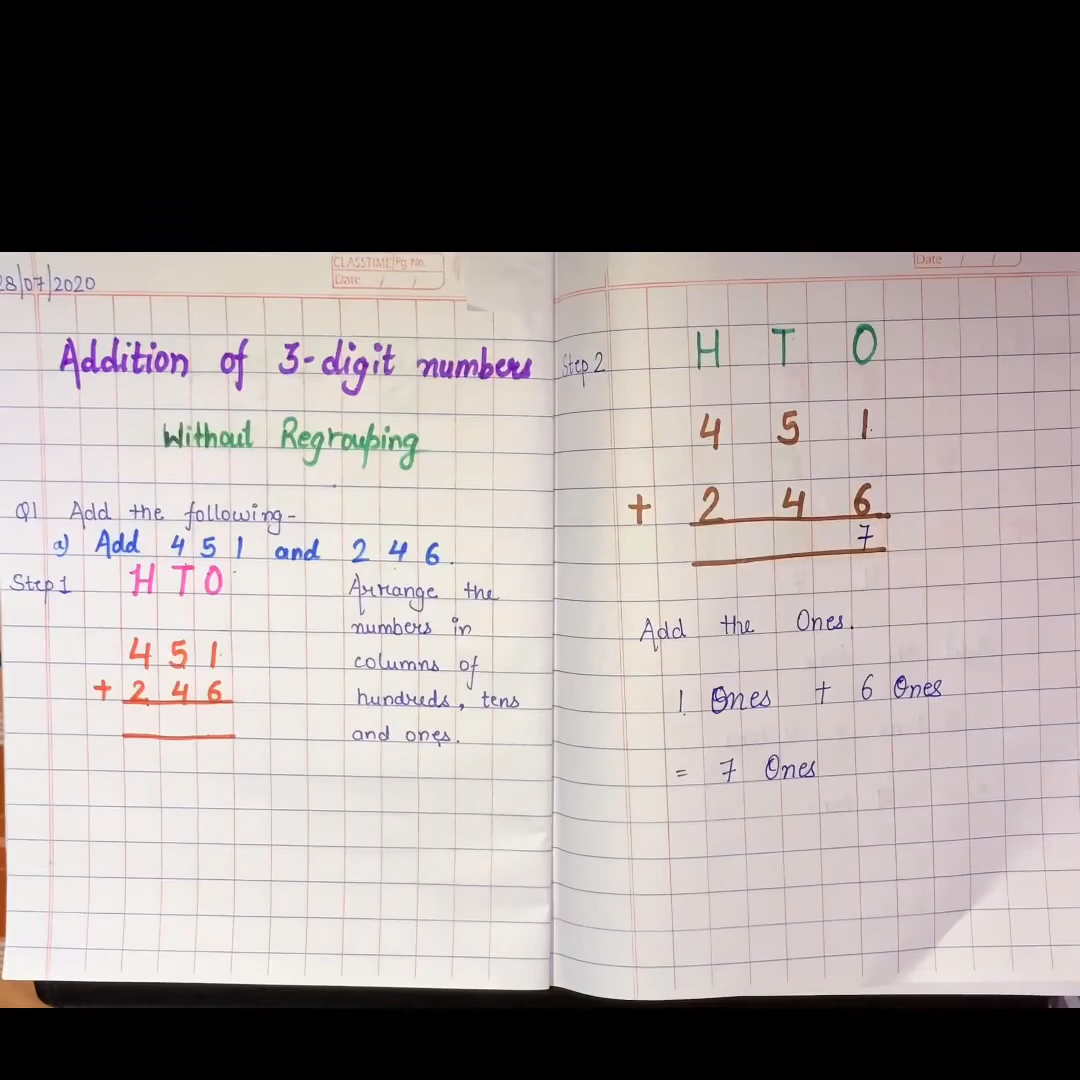 28/07/2020
CLASSTIME Pg. No.
Date / /
Addition of 3-digit numbers
Without Regrouping
Q1 Add the following-
a) Add 4 5 1 and 2 4 6.
Step 1 H T O
4 5 1
+ 2 4 6
Arrange the
numbers in
columns of
hundreds, tens
and ones.
Date / /
Step 2 H T O
4 5 1
+ 2 4 6
7
Add the Ones.
1 Ones + 6 Ones
= 7 Ones